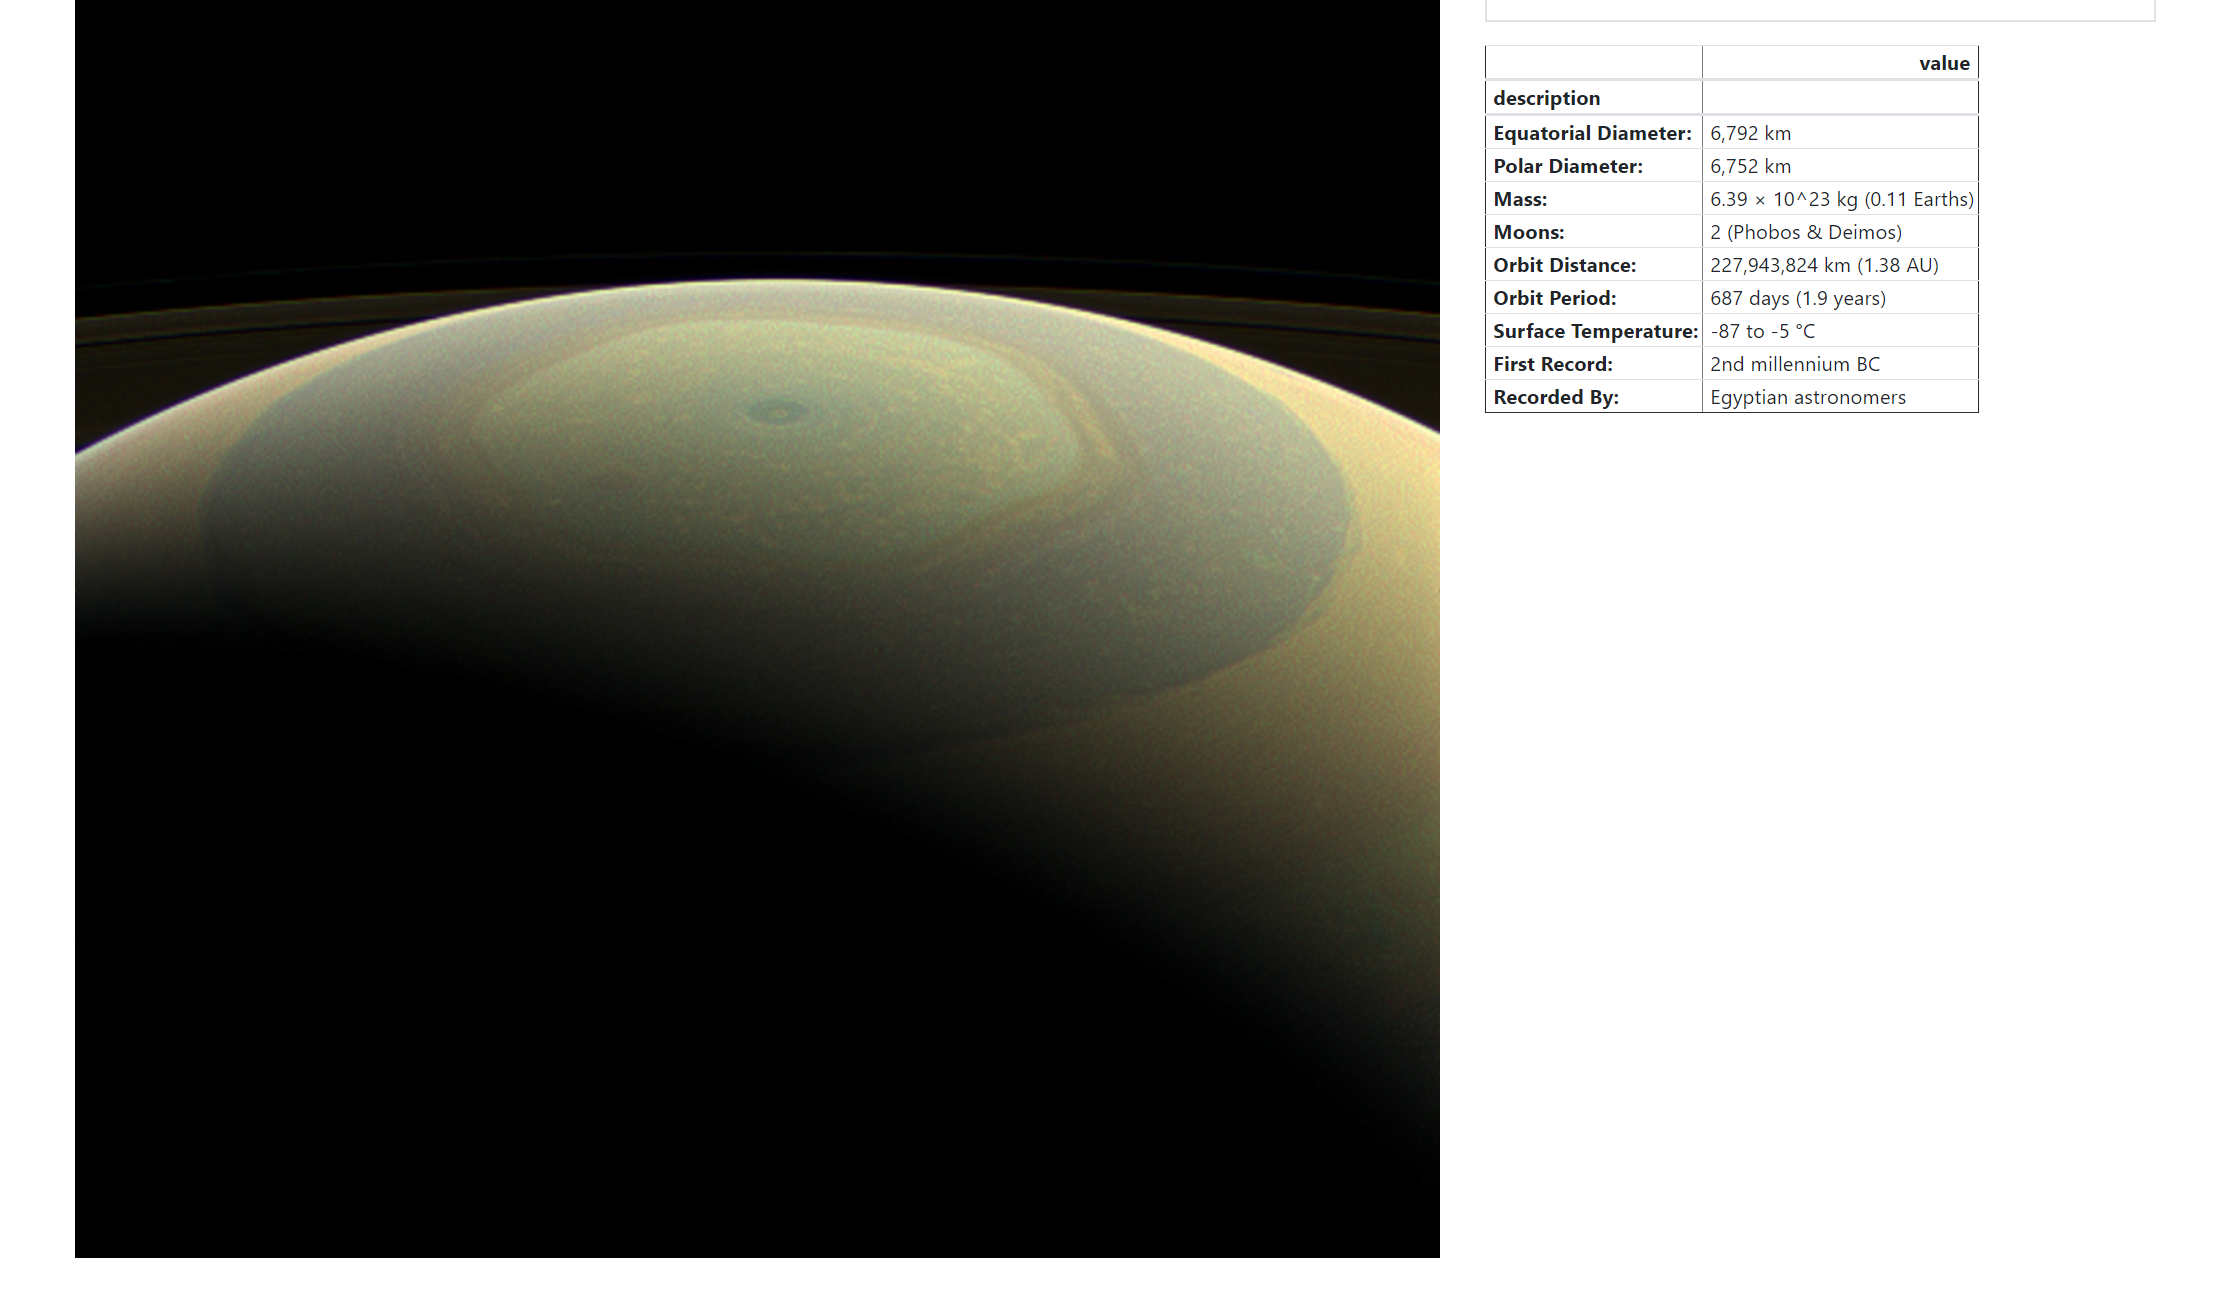 value
description
Equatorial Diameter: 6,792 km
Polar Diameter: 6,752 km
Mass: 6.39 × 10^23 kg (0.11 Earths)
Moons: 2 (Phobos & Deimos)
Orbit Distance: 227,943,824 km (1.38 AU)
Orbit Period: 687 days (1.9 years)
Surface Temperature: -87 to -5 °C
First Record: 2nd millennium BC
Recorded By: Egyptian astronomers